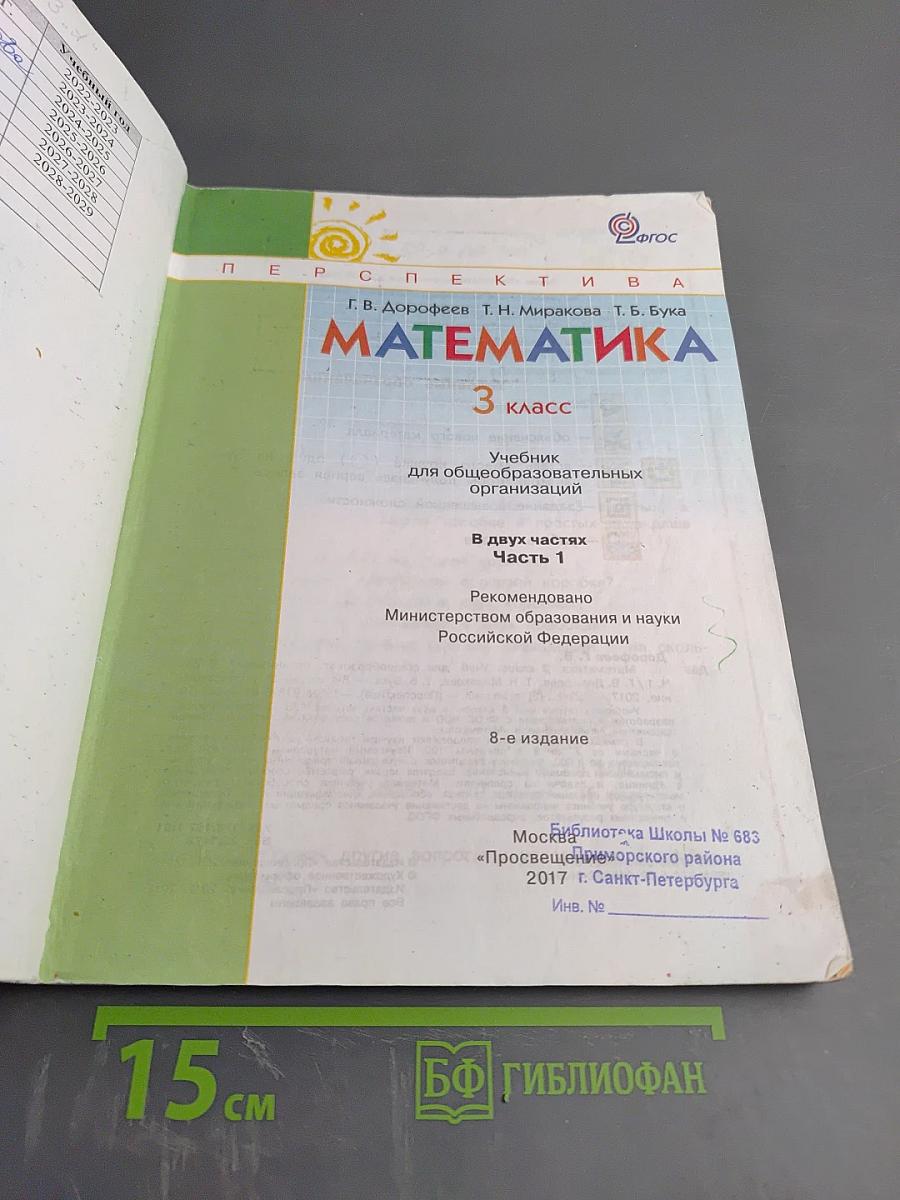 Учебный год
2022-2023
2023-2024
2024-2025
2025-2026
2026-2027
2027-2028
2028-2029
ФГОС
ПЕРСПЕКТИВА
Г. В. Дорофеев Т. Н. Миракова Т. Б. Бука
МАТЕМАТИКА
3 класс
Учебник
для общеобразовательных
организаций
В двух частях
Часть 1
Рекомендовано
Министерством образования и науки
Российской Федерации
8-е издание
Москва
«Просвещение»
2017
Библиотека Школы № 683
Приморского района
г. Санкт-Петербурга
Инв. №
15 см
БФ ГИБЛИОФАН